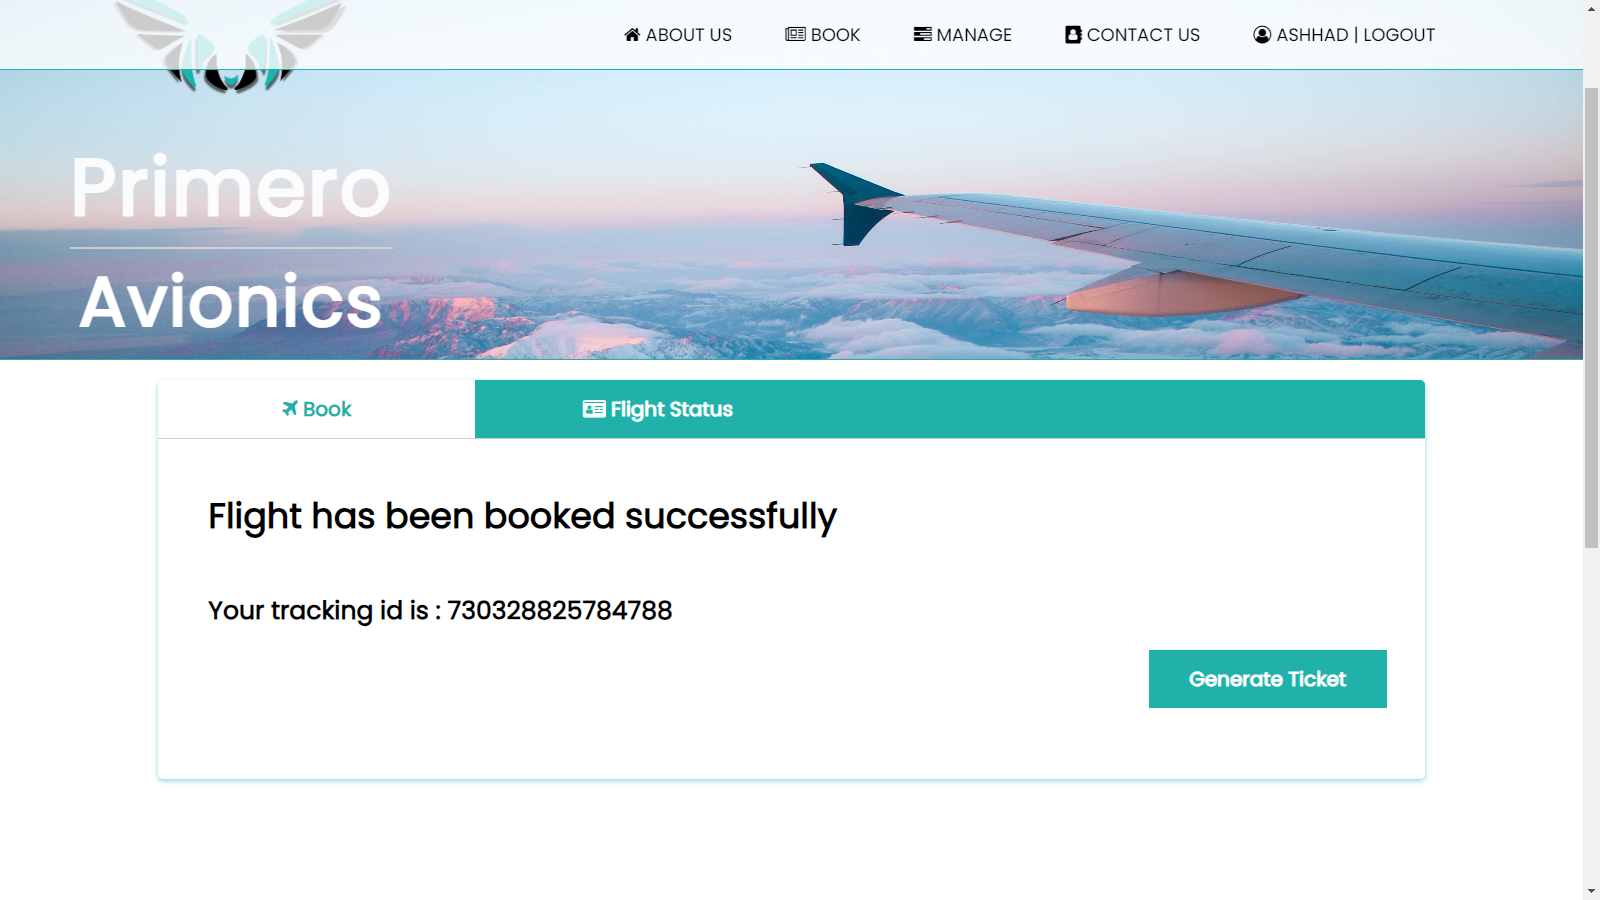 ABOUT US BOOK MANAGE CONTACT US ASHHAD | LOGOUT
Primero
Avionics
Book Flight Status
Flight has been booked successfully
Your tracking id is : 730328825784788
Generate Ticket